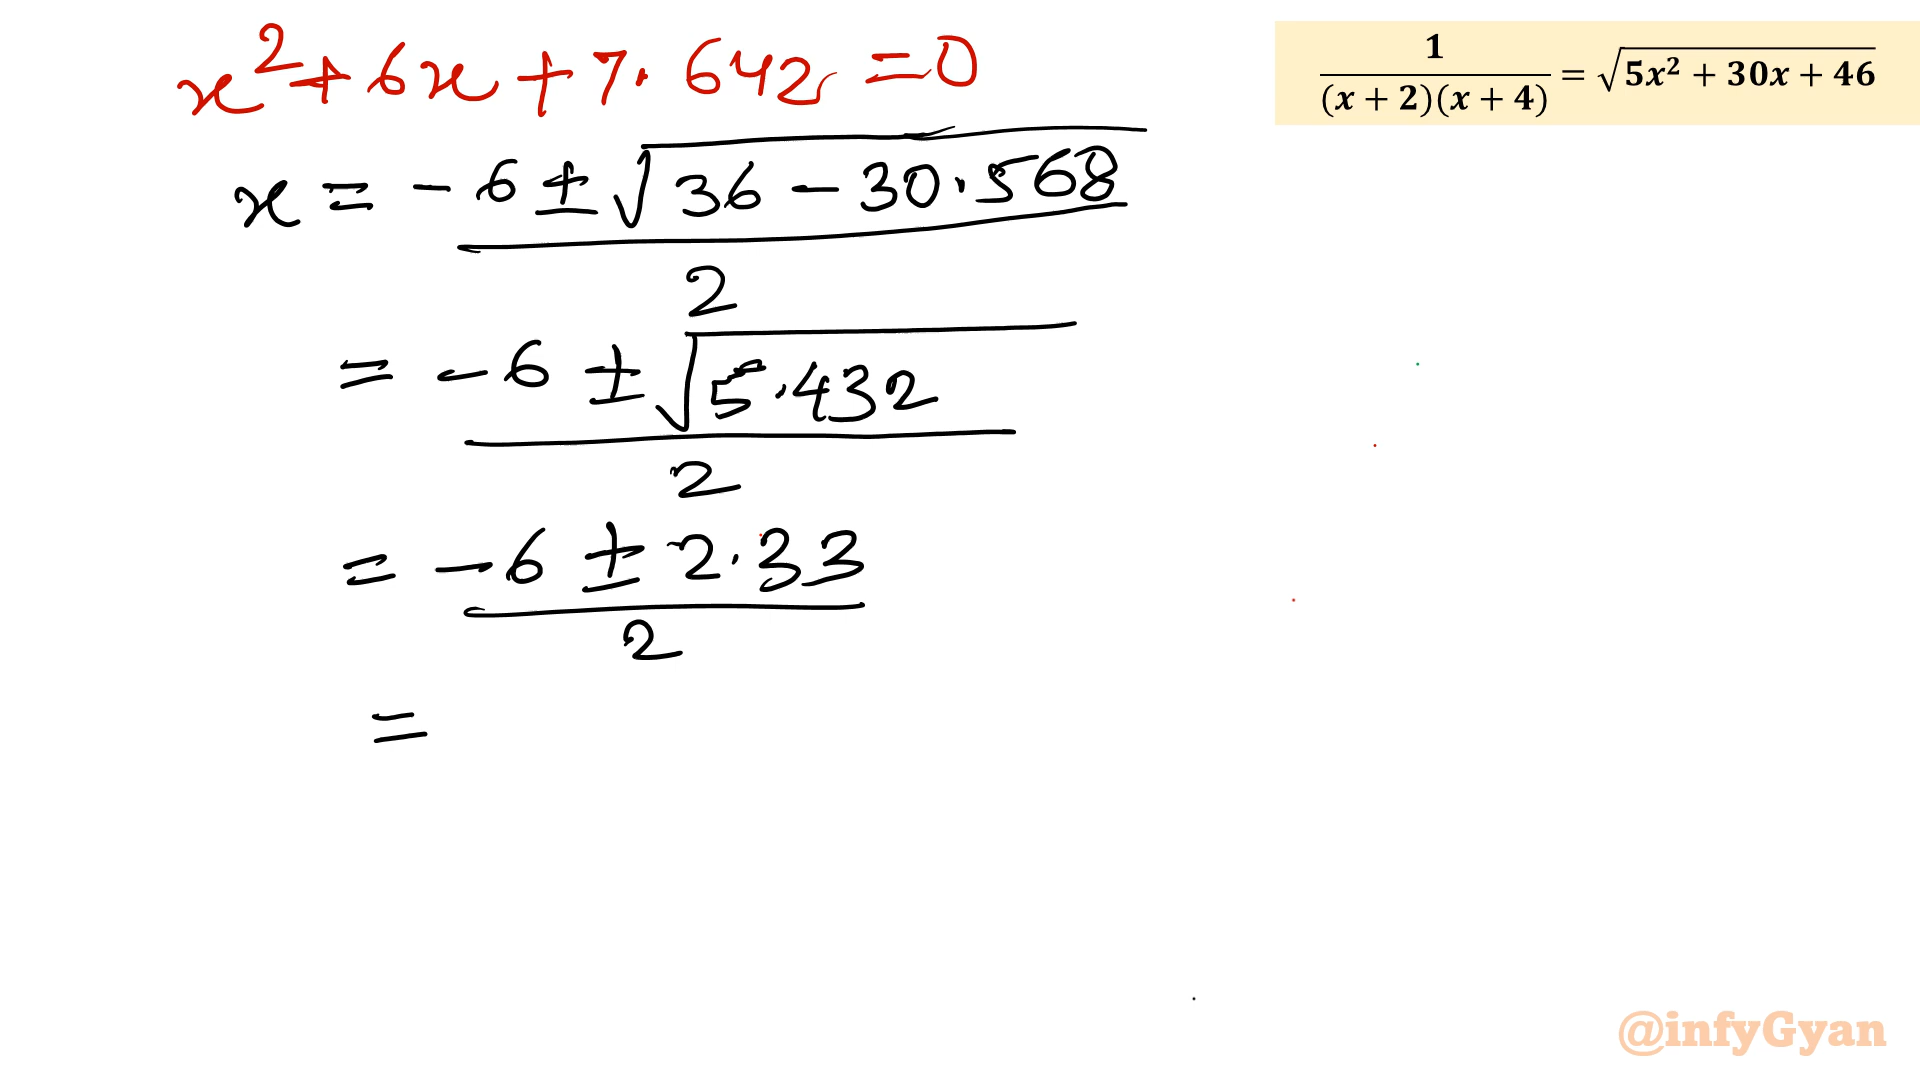 x² + 6x + 7.642 = 0
1/((x + 2)(x + 4)) = √(5x² + 30x + 46)
x = (-6 ± √(36 - 30.568))/2
= (-6 ± √5.432)/2
= (-6 ± 2.33)/2
=
@infyGyan